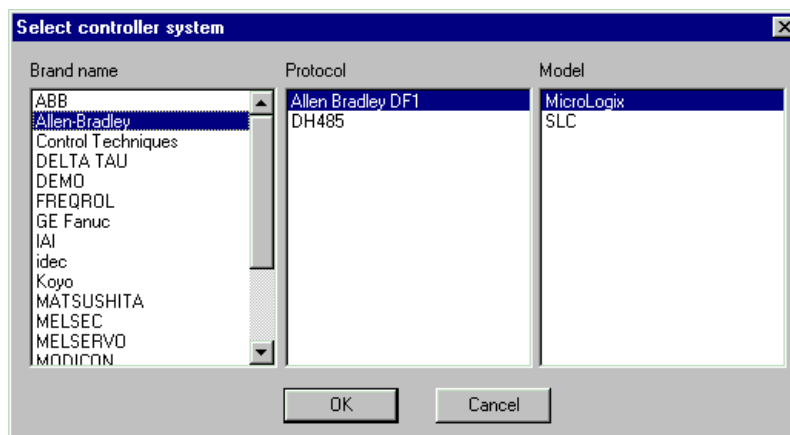 Select controller system
Brand name
Protocol
Model
ABB
Allen-Bradley
Control Techniques
DELTA TAU
DEMO
FREQROL
GE Fanuc
IAI
idec
Koyo
MATSUSHITA
MELSEC
MELSERVO
MODICON
Allen Bradley DF1
DH485
MicroLogix
SLC
OK
Cancel